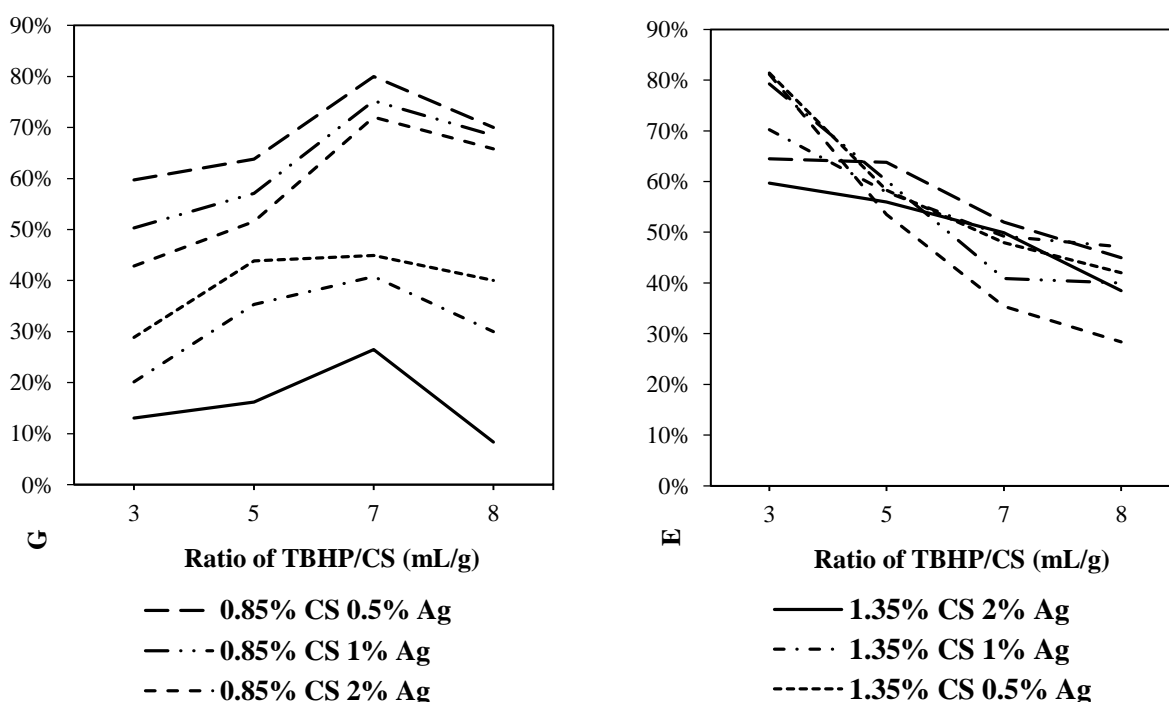 90%
80%
70%
60%
50%
40%
30%
20%
10%
0%
3 5 7 8
G
Ratio of TBHP/CS (mL/g)
0.85% CS 0.5% Ag
0.85% CS 1% Ag
0.85% CS 2% Ag
90%
80%
70%
60%
50%
40%
30%
20%
10%
0%
3 5 7 8
E
Ratio of TBHP/CS (mL/g)
1.35% CS 2% Ag
1.35% CS 1% Ag
1.35% CS 0.5% Ag